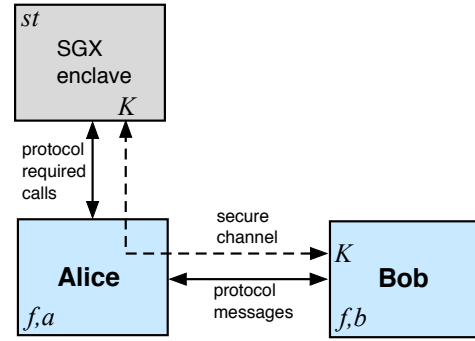 st
SGX
enclave
K
protocol
required
calls
secure
channel
Alice
K
Bob
f,a
protocol
messages
f,b